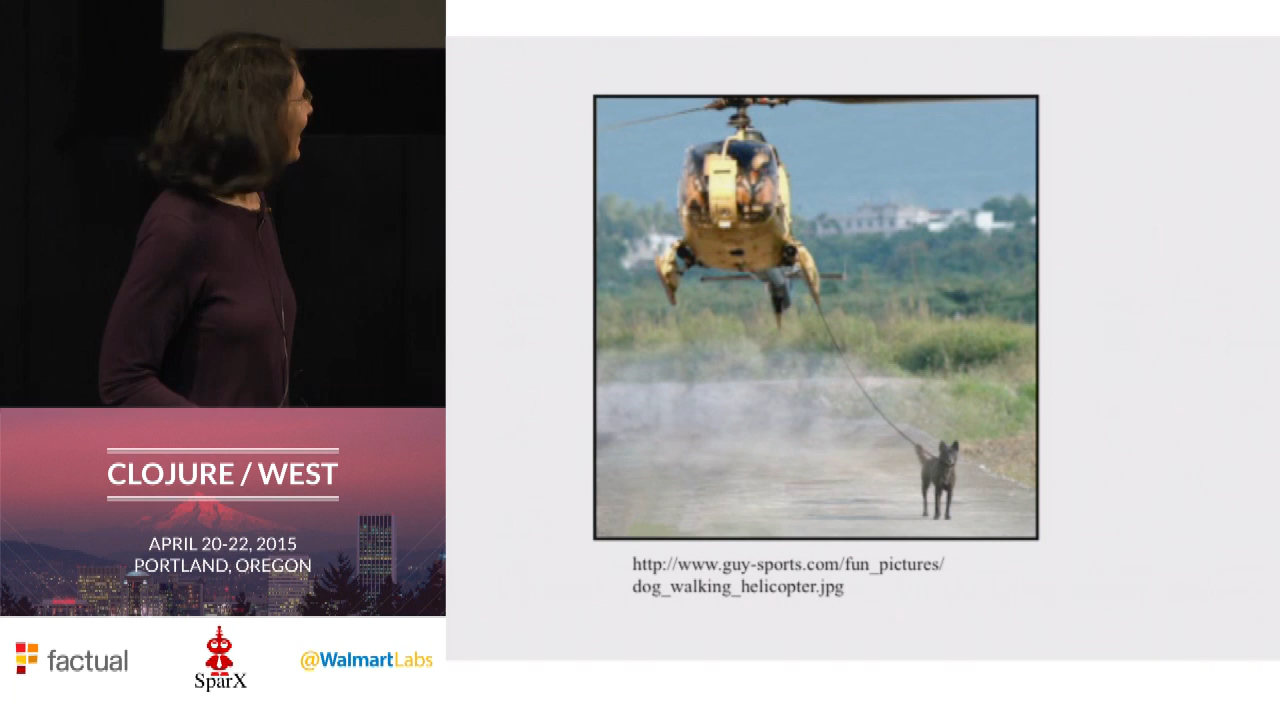 CLOJURE / WEST
APRIL 20-22, 2015
PORTLAND, OREGON
factual
SparX
@WalmartLabs
http://www.guy-sports.com/fun_pictures/
dog_walking_helicopter.jpg